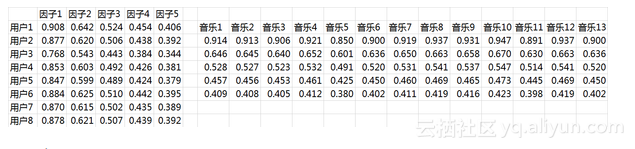 因子1 因子2 因子3 因子4 因子5
用户1 0.908 0.642 0.524 0.454 0.406 音乐1 音乐2 音乐3 音乐4 音乐5 音乐6 音乐7 音乐8 音乐9 音乐10 音乐11 音乐12 音乐13
用户2 0.877 0.620 0.506 0.438 0.392 0.914 0.913 0.906 0.921 0.850 0.900 0.919 0.937 0.931 0.947 0.891 0.937 0.900
用户3 0.768 0.543 0.443 0.384 0.344 0.646 0.645 0.640 0.652 0.601 0.636 0.650 0.663 0.658 0.670 0.630 0.663 0.636
用户4 0.853 0.603 0.492 0.426 0.381 0.528 0.527 0.523 0.532 0.491 0.520 0.531 0.541 0.537 0.547 0.514 0.541 0.520
用户5 0.847 0.599 0.489 0.424 0.379 0.457 0.456 0.453 0.461 0.425 0.450 0.460 0.469 0.465 0.473 0.445 0.469 0.450
用户6 0.884 0.625 0.510 0.442 0.395 0.409 0.408 0.405 0.412 0.380 0.402 0.411 0.419 0.416 0.423 0.398 0.419 0.402
用户7 0.870 0.615 0.502 0.435 0.389
用户8 0.878 0.621 0.507 0.439 0.392
云栖社区 yq.aliyun.com